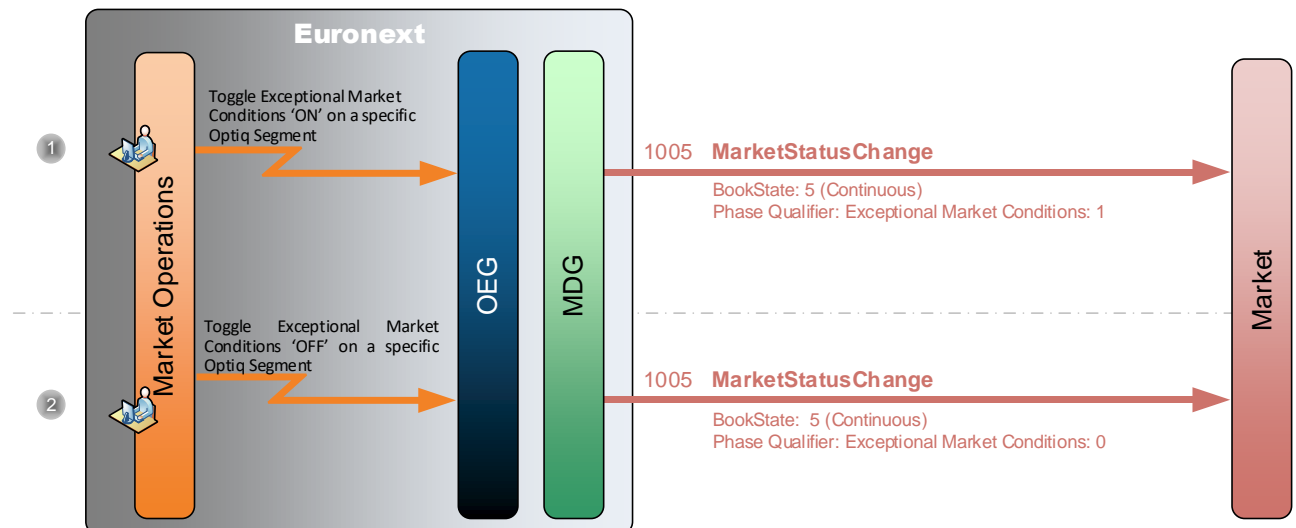 Euronext
Toggle Exceptional Market
Conditions ‘ON’ on a specific
Optiq Segment
1
1005 MarketStatusChange
BookState: 5 (Continuous)
Phase Qualifier: Exceptional Market Conditions: 1
Market Operations
OEG
MDG
Market
Toggle Exceptional Market
Conditions ‘OFF’ on a specific
Optiq Segment
2
1005 MarketStatusChange
BookState: 5 (Continuous)
Phase Qualifier: Exceptional Market Conditions: 0